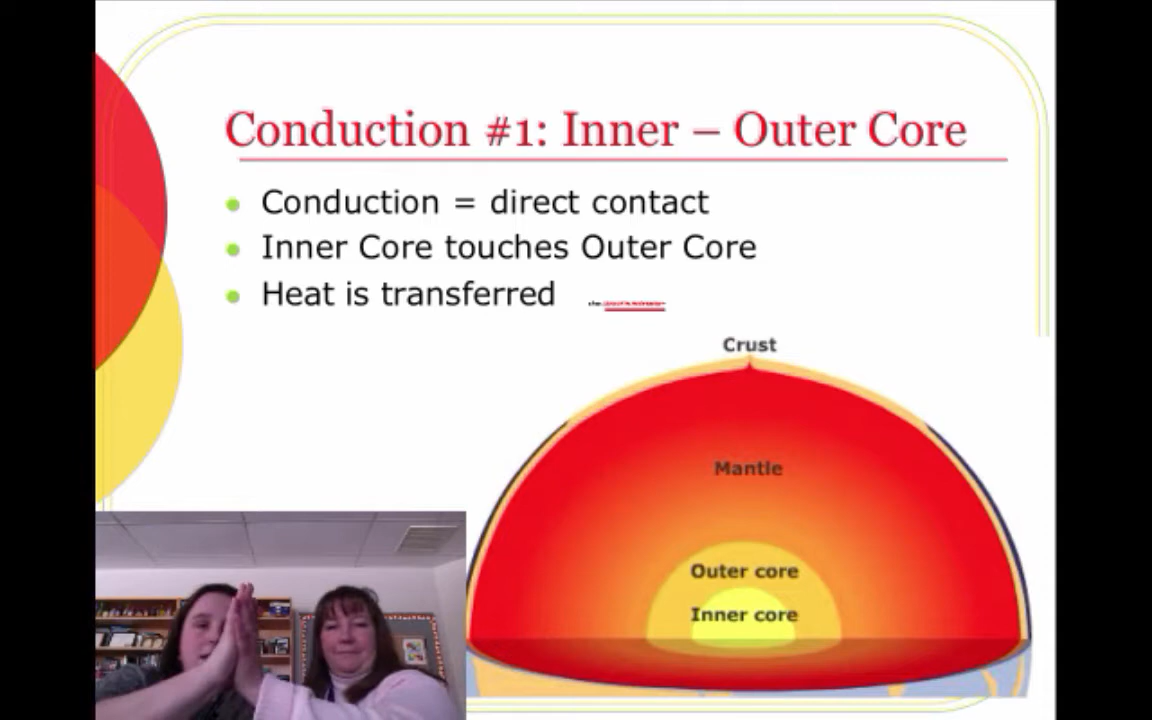 Conduction #1: Inner – Outer Core
Conduction = direct contact
Inner Core touches Outer Core
Heat is transferred
Crust
Mantle
Outer core
Inner core